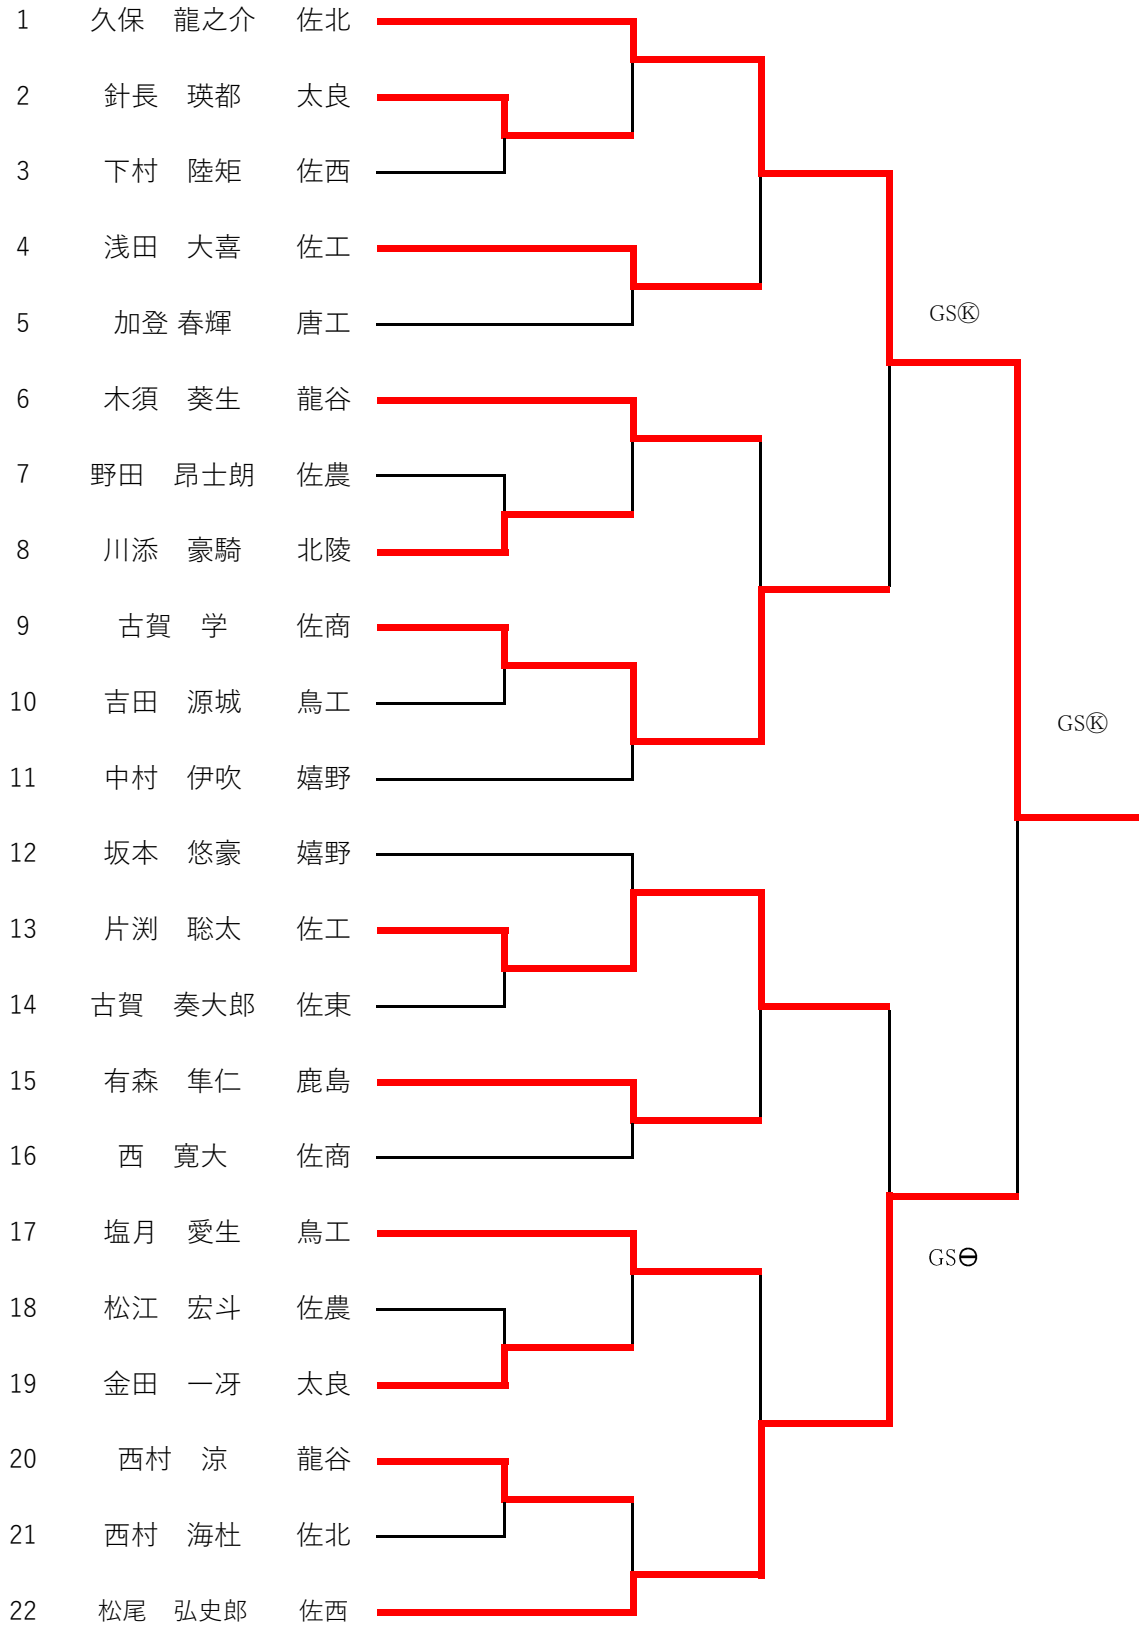 1 久保 龍之介 佐北
2 針長 瑛都 太良
3 下村 陸矩 佐西
4 浅田 大喜 佐工
GSⓀ
5 加登 春輝 唐工
6 木須 葵生 龍谷
7 野田 昂士朗 佐農
8 川添 豪騎 北陵
9 古賀 学 佐商
10 吉田 源城 鳥工
GSⓀ
11 中村 伊吹 嬉野
12 坂本 悠豪 嬉野
13 片渕 聡太 佐工
14 古賀 奏大郎 佐東
15 有森 隼仁 鹿島
16 西 寛大 佐商
17 塩月 愛生 鳥工
GS⊖
18 松江 宏斗 佐農
19 金田 一冴 太良
20 西村 涼 龍谷
21 西村 海杜 佐北
22 松尾 弘史郎 佐西